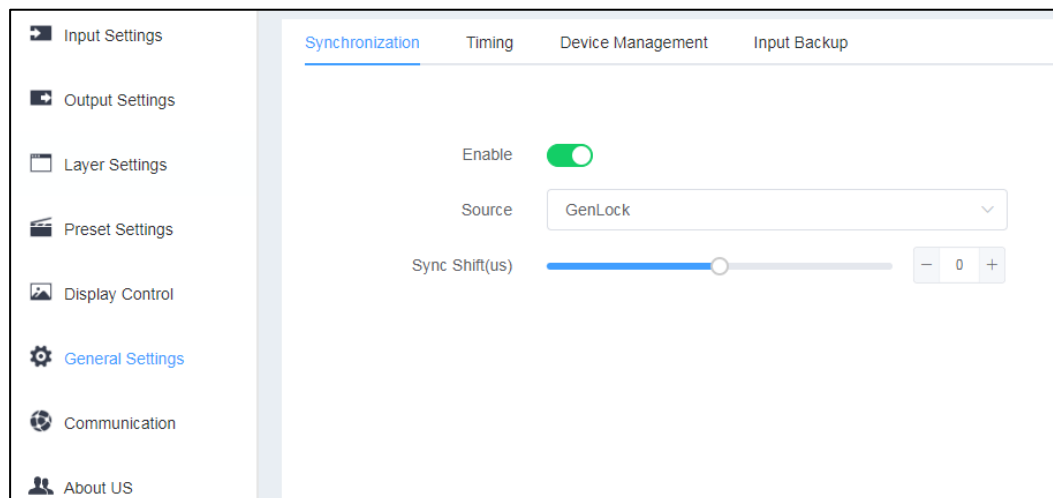 Input Settings
Output Settings
Layer Settings
Preset Settings
Display Control
General Settings
Communication
About US
Synchronization Timing Device Management Input Backup
Enable
Source GenLock
Sync Shift(us) − 0 +